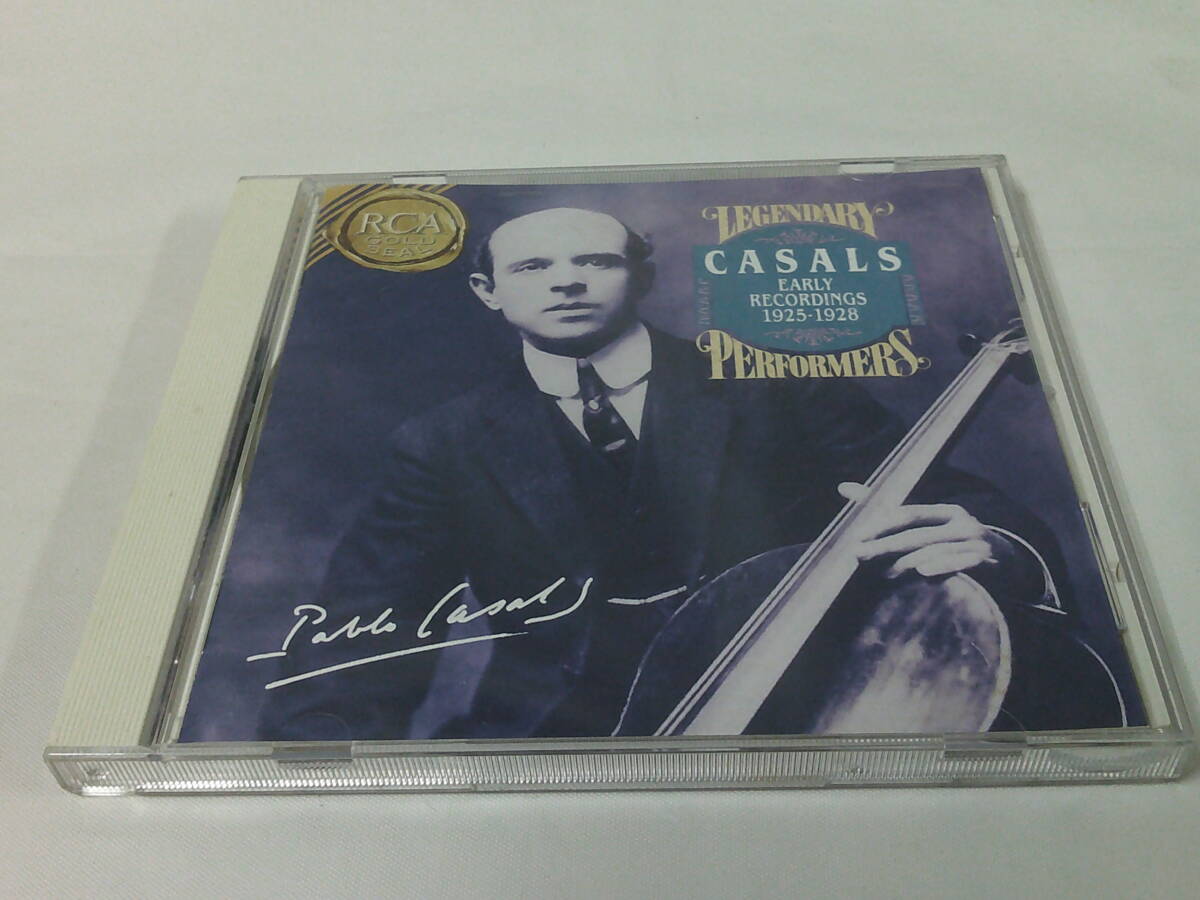 RCA
GOLD
SEAL
LEGENDARY
CASALS
EARLY
RECORDINGS
1925-1928
PERFORMERS
Pablo Casals